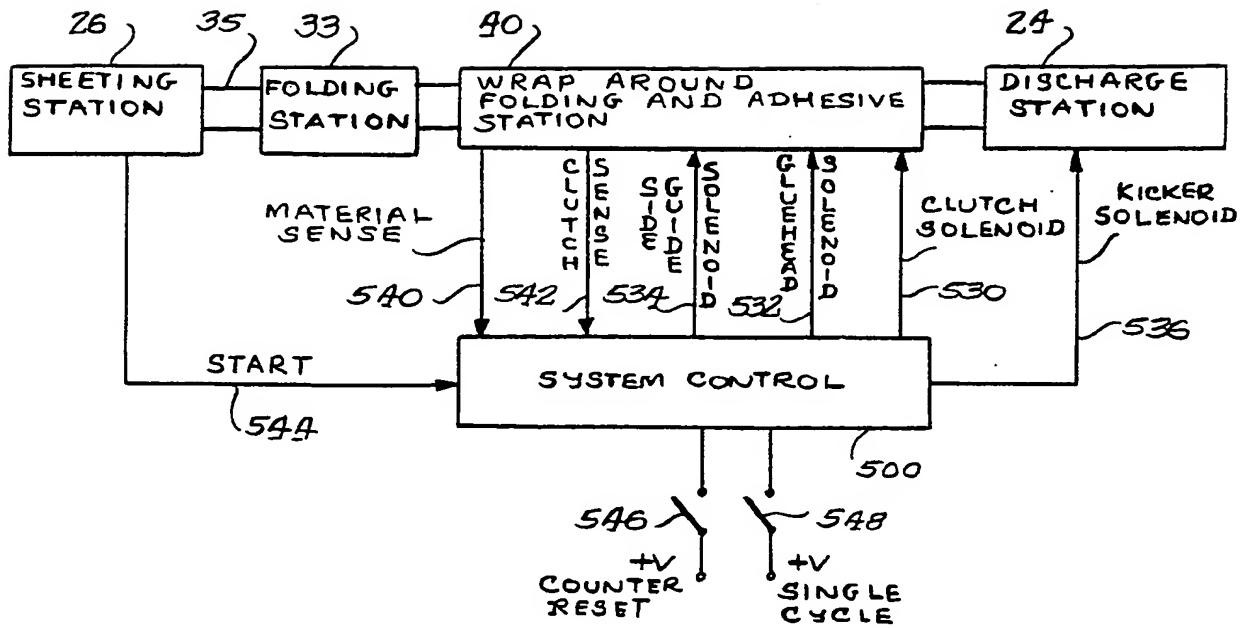 26
35
33
40
24
SHEETING
STATION
FOLDING
STATION
WRAP AROUND
FOLDING AND ADHESIVE
STATION
DISCHARGE
STATION
MATERIAL
SENSE
CLUTCH
SENSE
SIDE
GUIDE
SOLENOID
GLUEHEAD
SOLENOID
CLUTCH
SOLENOID
KICKER
SOLENOID
540
542
534
532
530
536
START
544
SYSTEM CONTROL
500
546
548
+V
COUNTER
RESET
+V
SINGLE
CYCLE